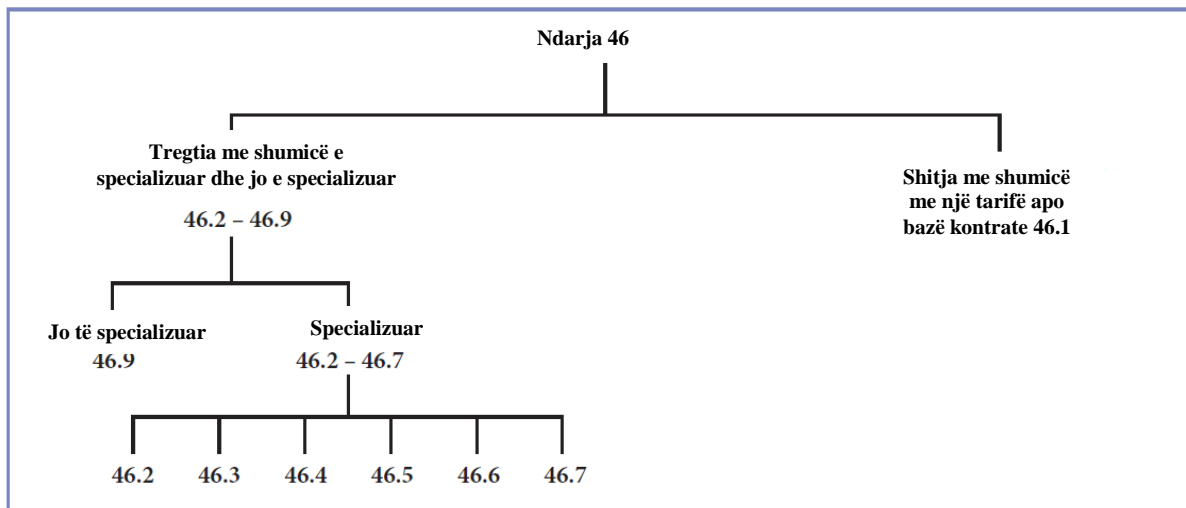 Ndarja 46
Tregtia me shumicë e
specializuar dhe jo e specializuar
46.2 – 46.9
Shitja me shumicë
me një tarifë apo
bazë kontrate 46.1
Jo të specializuar
46.9
Specializuar
46.2 – 46.7
46.2 46.3 46.4 46.5 46.6 46.7